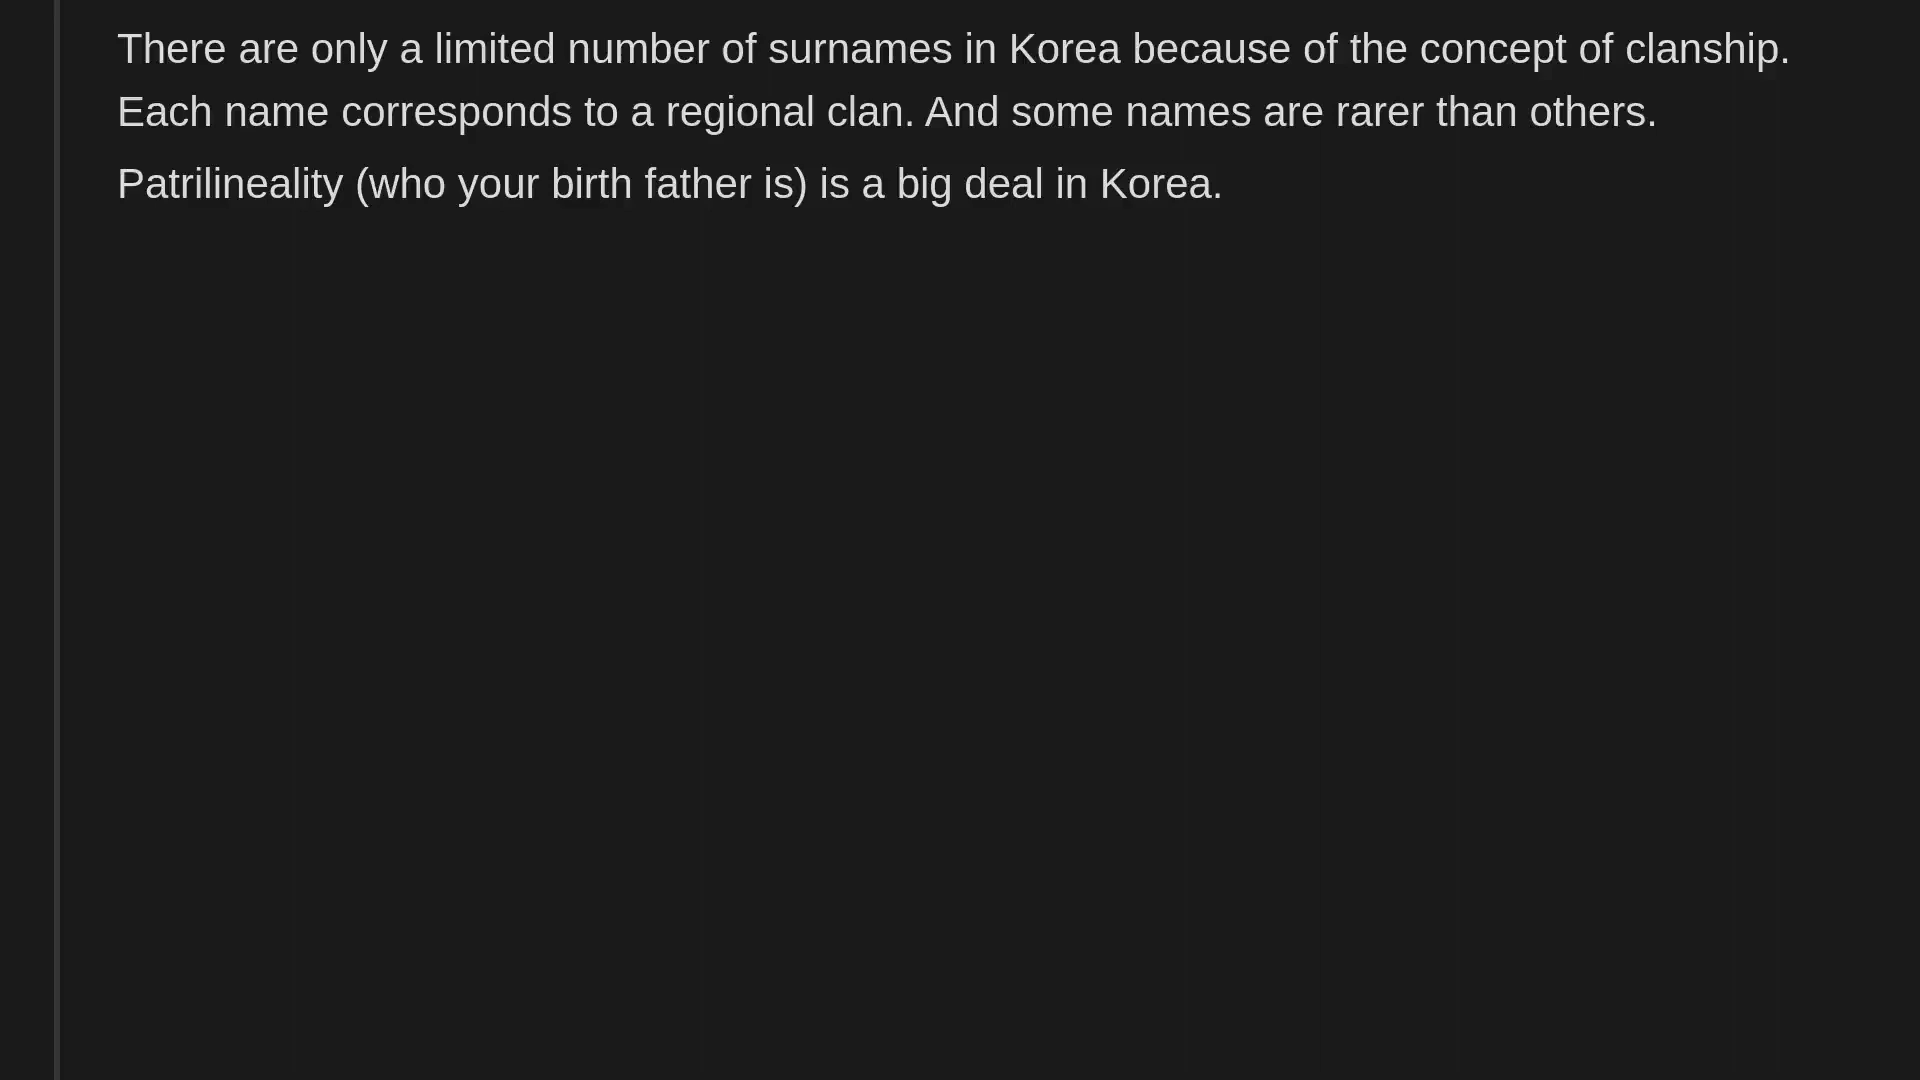 There are only a limited number of surnames in Korea because of the concept of clanship.
Each name corresponds to a regional clan. And some names are rarer than others.
Patrilineality (who your birth father is) is a big deal in Korea.